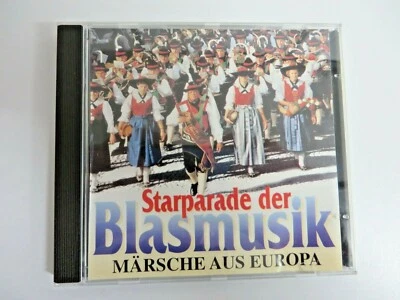 Starparade der
Blasmusik
MÄRSCHE AUS EUROPA